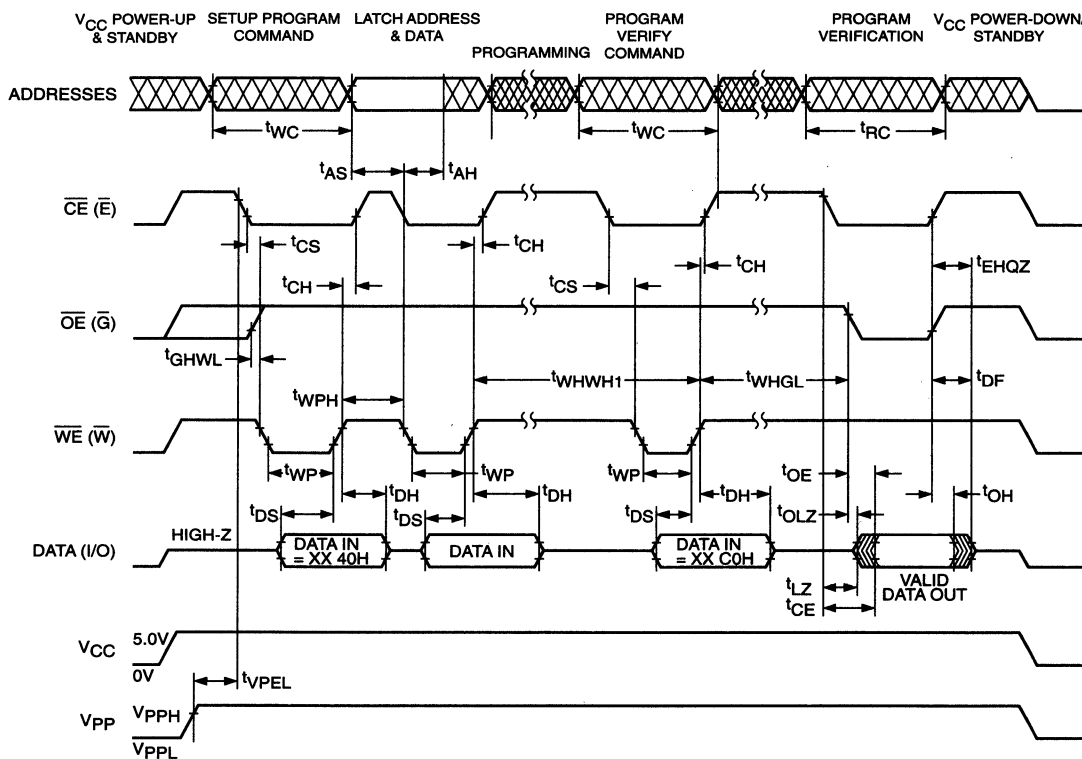 VCC POWER-UP & STANDBY
SETUP PROGRAM COMMAND
LATCH ADDRESS & DATA
PROGRAMMING
PROGRAM VERIFY COMMAND
PROGRAM VERIFICATION
VCC POWER-DOWN/ STANDBY
ADDRESSES
tWC
tWC
tRC
tAS
tAH
CE (E)
tCS
tCH
tCH
tCS
tCH
tEHQZ
OE (G)
tGHWL
tWPH
tWHWH1
tWHGL
tDF
WE (W)
tWP
tWP
tWP
tOE
tDH
tDH
tDH
tOH
tDS
tDS
tDS
tOLZ
HIGH-Z
DATA (I/O)
DATA IN = XX 40H
DATA IN
DATA IN = XX C0H
VALID DATA OUT
tLZ
tCE
VCC
5.0V
0V
tVPEL
VPP
VPPH
VPPL